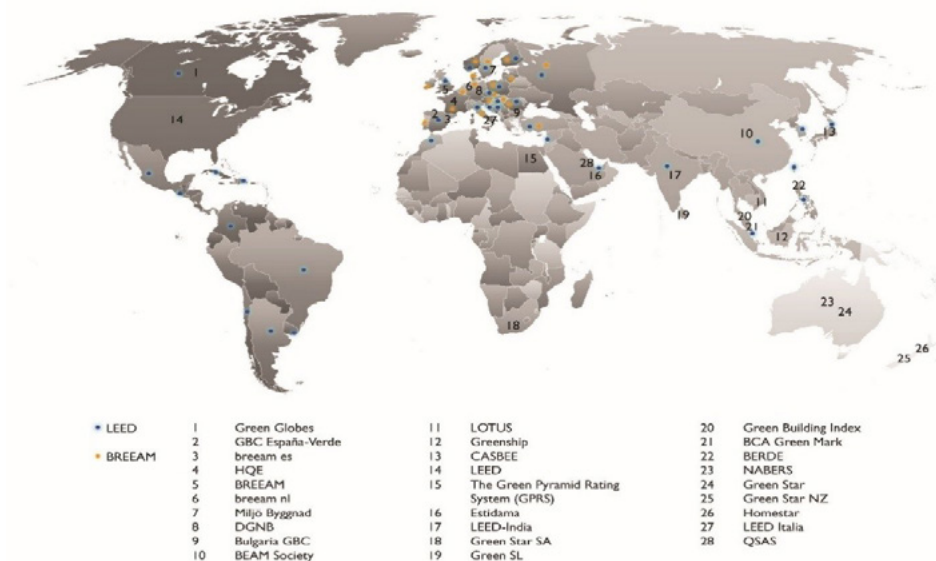 1
14
2
3
4
5
6
7
8
9
27
15
28
16
17
19
10
13
11
22
20
21
12
18
23
24
25
26
LEED
BREEAM
1 Green Globes
2 GBC España-Verde
3 breeam es
4 HQE
5 BREEAM
6 breeam nl
7 Miljö Byggnad
8 DGNB
9 Bulgaria GBC
10 BEAM Society
11 LOTUS
12 Greenship
13 CASBEE
14 LEED
15 The Green Pyramid Rating
System (GPRS)
16 Estidama
17 LEED-India
18 Green Star SA
19 Green SL
20 Green Building Index
21 BCA Green Mark
22 BERDE
23 NABERS
24 Green Star
25 Green Star NZ
26 Homestar
27 LEED Italia
28 QSAS